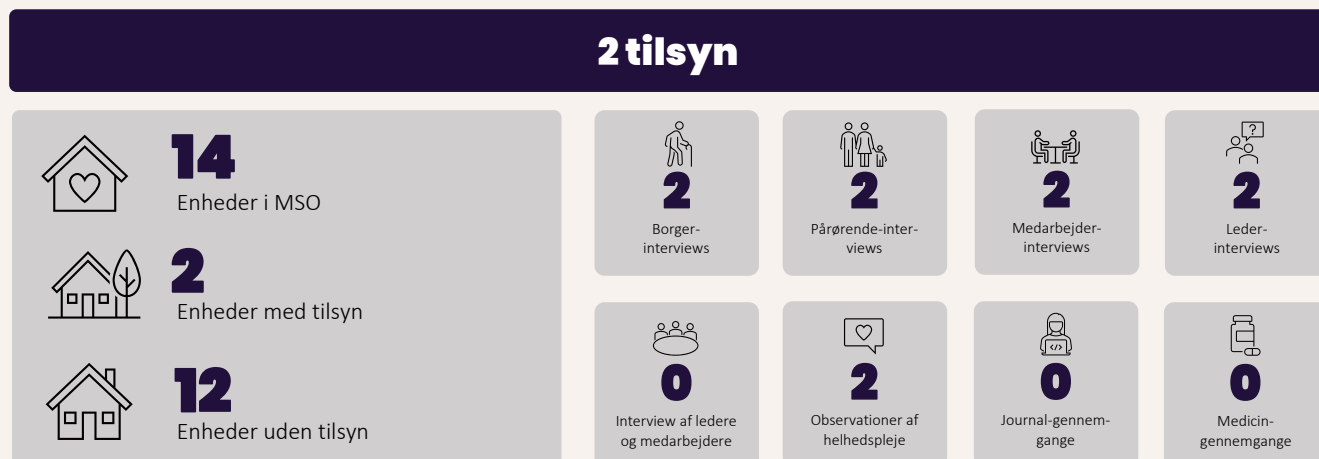 2 tilsyn
14
Enheder i MSO
2
Enheder med tilsyn
12
Enheder uden tilsyn
2
Borger-
interviews
2
Pårørende-inter-
views
2
Medarbejder-
interviews
?
2
Leder-
interviews
0
Interview af ledere
og medarbejdere
2
Observationer af
helhedspleje
</>
0
Journal-gennem-
gange
0
Medicin-
gennemgange